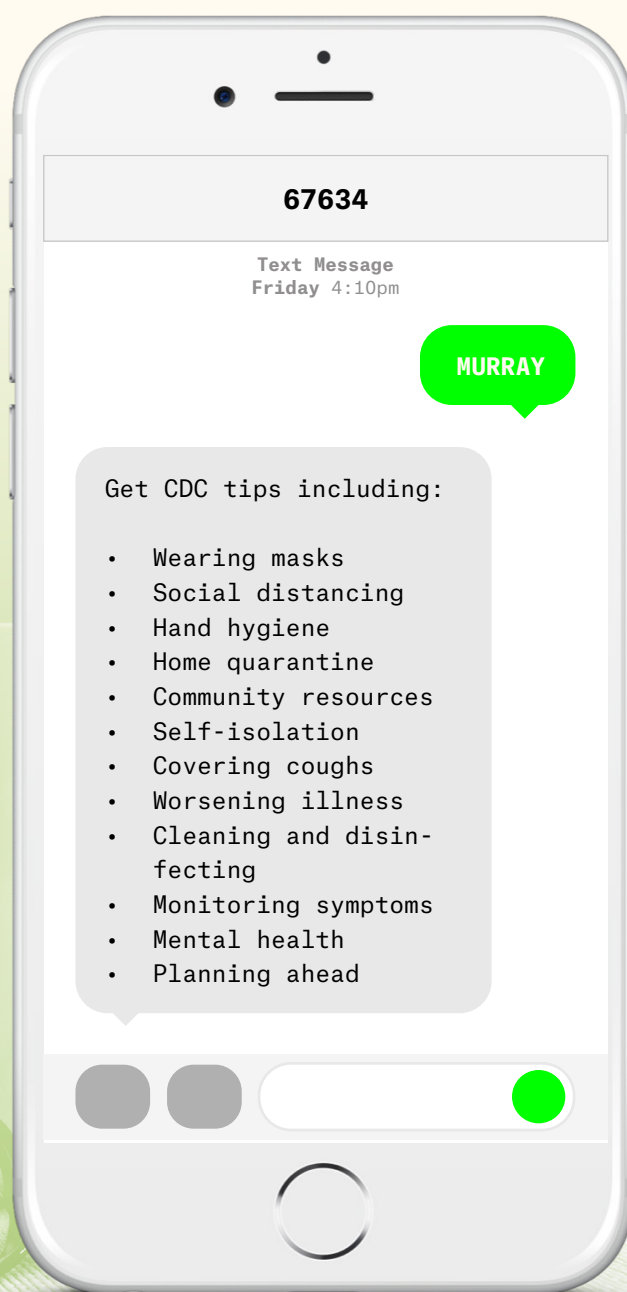 67634
Text Message
Friday 4:10pm
MURRAY
Get CDC tips including:
• Wearing masks
• Social distancing
• Hand hygiene
• Home quarantine
• Community resources
• Self-isolation
• Covering coughs
• Worsening illness
• Cleaning and disin-
fecting
• Monitoring symptoms
• Mental health
• Planning ahead